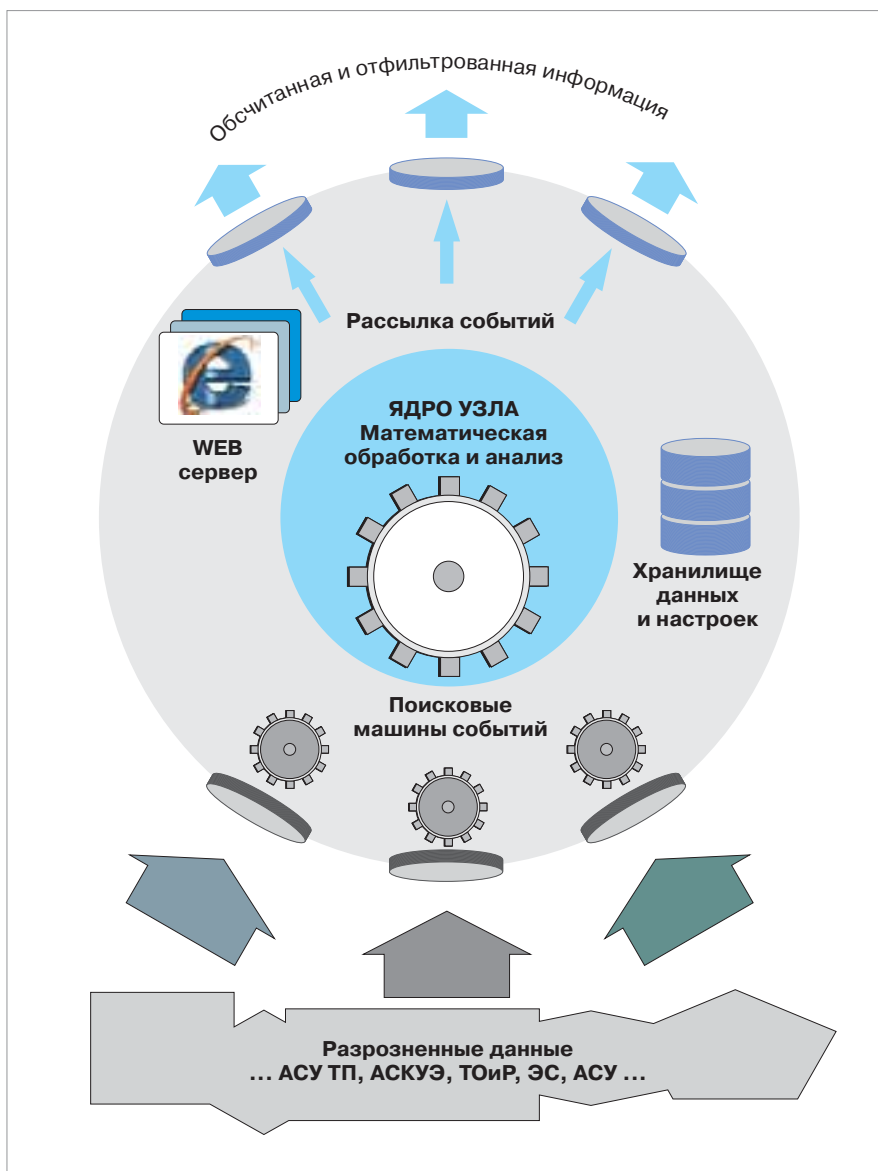 Обсчитанная и отфильтрованная информация
Рассылка событий
ЯДРО УЗЛА
Математическая
обработка и анализ
WEB
сервер
Хранилище
данных
и настроек
Поисковые
машины событий
Разрозненные данные
... АСУ ТП, АСКУЭ, ТОиР, ЭС, АСУ ...